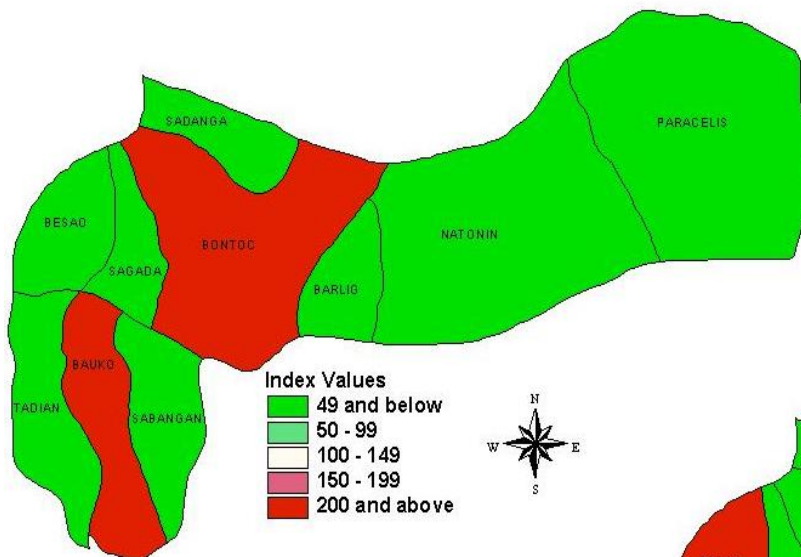 SADANGA
PARACELIS
BESAO
BONTOC
NATONIN
SAGADA
BARLIG
BAUKO
TADIAN
SABANGAN
Index Values
49 and below
50 - 99
100 - 149
150 - 199
200 and above
N
W
E
S